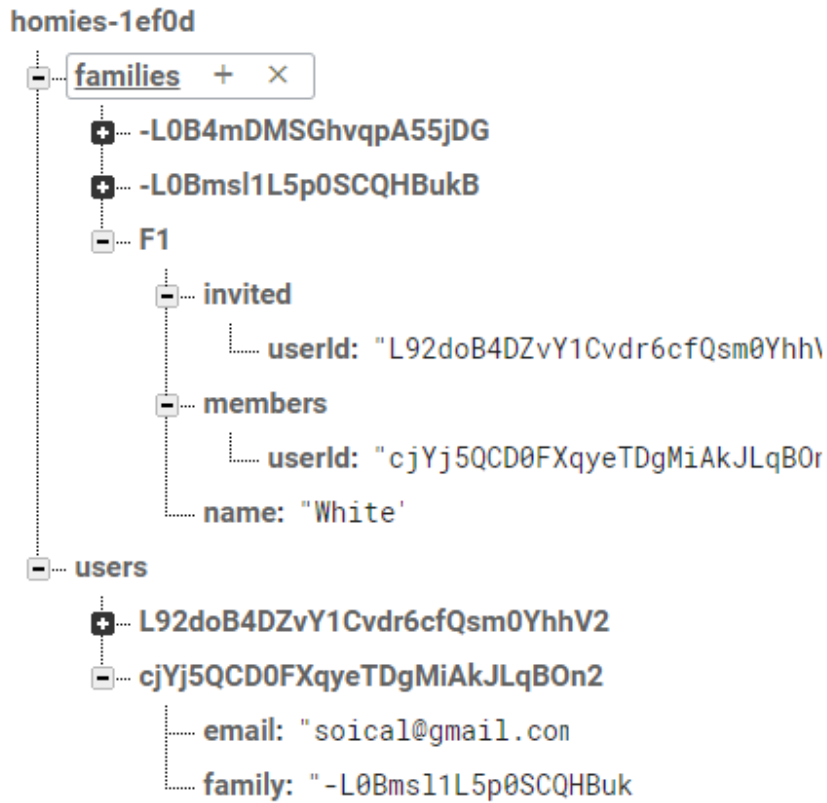 homies-1ef0d
families + ×
-L0B4mDMSGhvqpA55jDG
-L0Bmsl1L5p0SCQHBukB
F1
invited
userId: "L92doB4DZvY1Cvdr6cfQsm0YhhV
members
userId: "cjYj5QCD0FXqyeTDgMiAkJLqBOn
name: "White'
users
L92doB4DZvY1Cvdr6cfQsm0YhhV2
cjYj5QCD0FXqyeTDgMiAkJLqBOn2
email: "soical@gmail.com
family: "-L0Bmsl1L5p0SCQHBuk